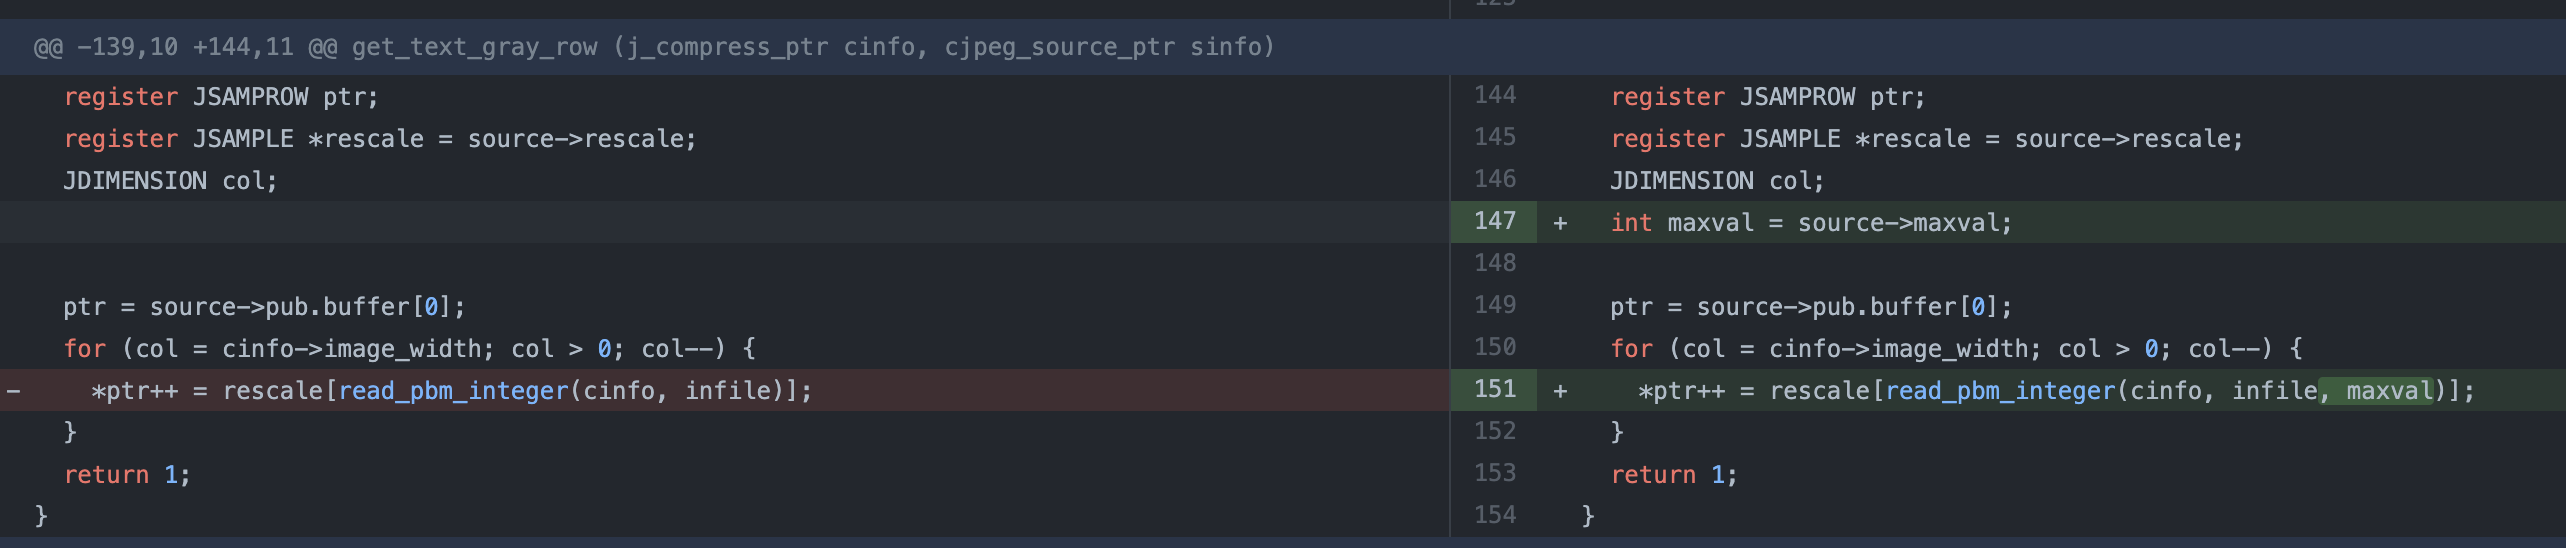 @@ -139,10 +144,11 @@ get_text_gray_row (j_compress_ptr cinfo, cjpeg_source_ptr sinfo)
register JSAMPROW ptr;
register JSAMPLE *rescale = source->rescale;
JDIMENSION col;
ptr = source->pub.buffer[0];
for (col = cinfo->image_width; col > 0; col--) {
- *ptr++ = rescale[read_pbm_integer(cinfo, infile)];
}
return 1;
}
144 register JSAMPROW ptr;
145 register JSAMPLE *rescale = source->rescale;
146 JDIMENSION col;
147 + int maxval = source->maxval;
148
149 ptr = source->pub.buffer[0];
150 for (col = cinfo->image_width; col > 0; col--) {
151 + *ptr++ = rescale[read_pbm_integer(cinfo, infile, maxval)];
152 }
153 return 1;
154 }